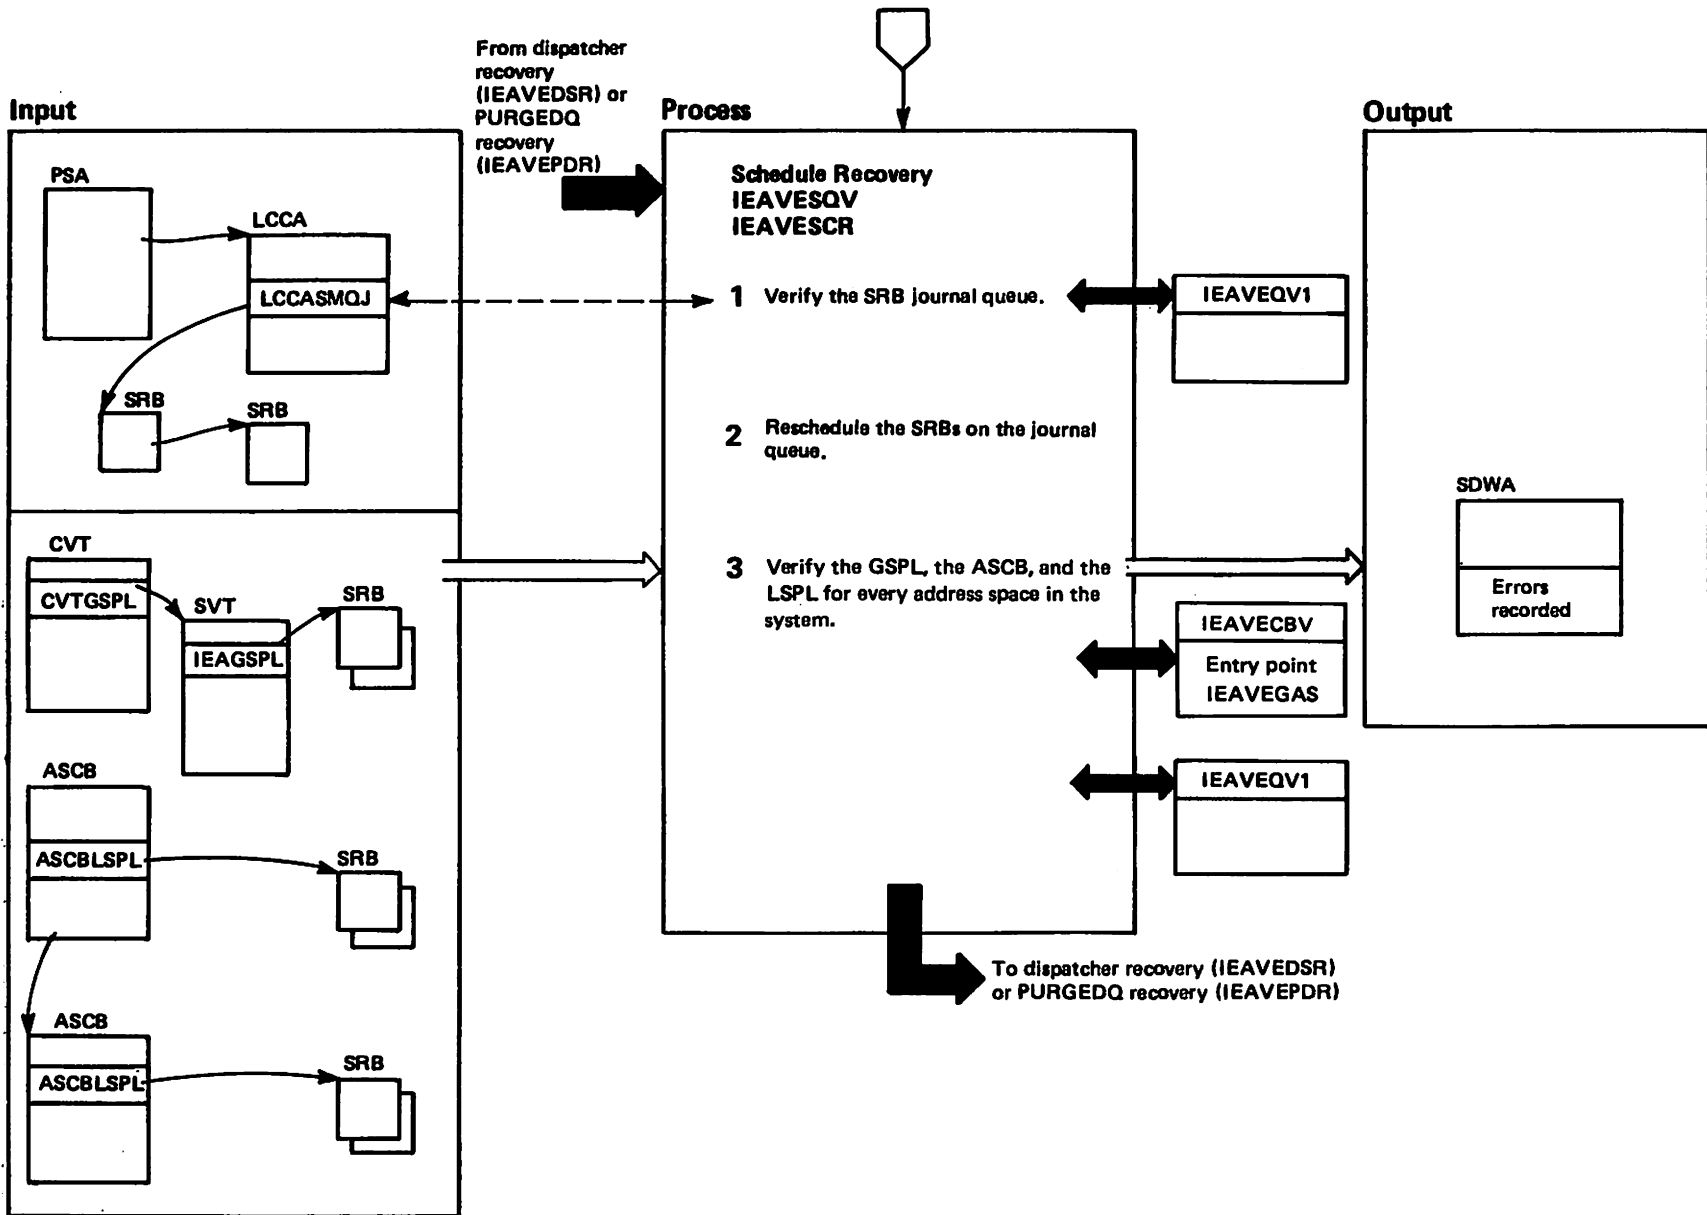 From dispatcher
recovery
(IEAVEDSR) or
PURGEDQ
recovery
(IEAVEPDR)
Input
PSA
LCCA
LCCASMQJ
SRB
SRB
CVT
CVTGSPL
SVT
IEAGSPL
SRB
ASCB
ASCBLSPL
SRB
ASCB
ASCBLSPL
SRB
Process
Schedule Recovery
IEAVESQV
IEAVESCR
1 Verify the SRB journal queue.
2 Reschedule the SRBs on the journal
queue.
3 Verify the GSPL, the ASCB, and the
LSPL for every address space in the
system.
IEAVEQV1
IEAVECBV
Entry point
IEAVEGAS
IEAVEQV1
To dispatcher recovery (IEAVEDSR)
or PURGEDQ recovery (IEAVEPDR)
Output
SDWA
Errors
recorded